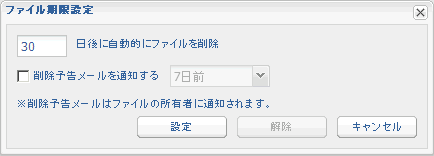 ファイル期限設定
30 日後に自動的にファイルを削除
削除予告メールを通知する 7日前
※削除予告メールはファイルの所有者に通知されます。
設定 解除 キャンセル